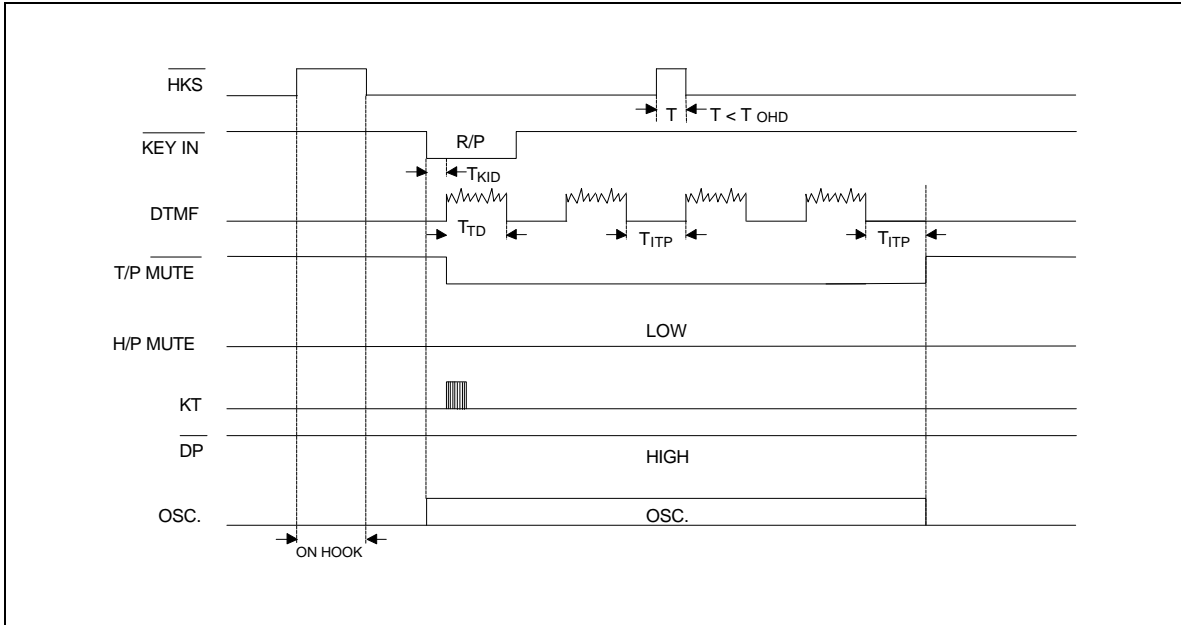 HKS
T T < T OHD
KEY IN R/P
TKID
DTMF
TTD TITP TITP
T/P MUTE
LOW
H/P MUTE
KT
DP
HIGH
OSC. OSC.
ON HOOK